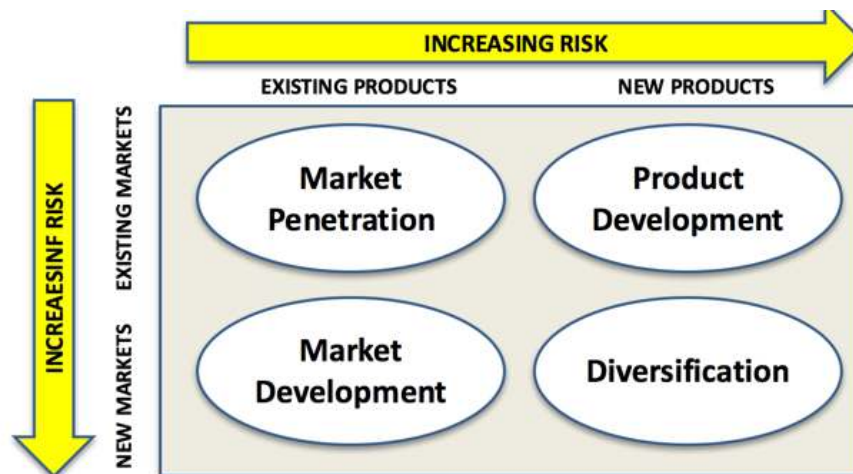 INCREASING RISK
EXISTING PRODUCTS
NEW PRODUCTS
INCREAESINF RISK
EXISTING MARKETS
NEW MARKETS
Market
Penetration
Product
Development
Market
Development
Diversification